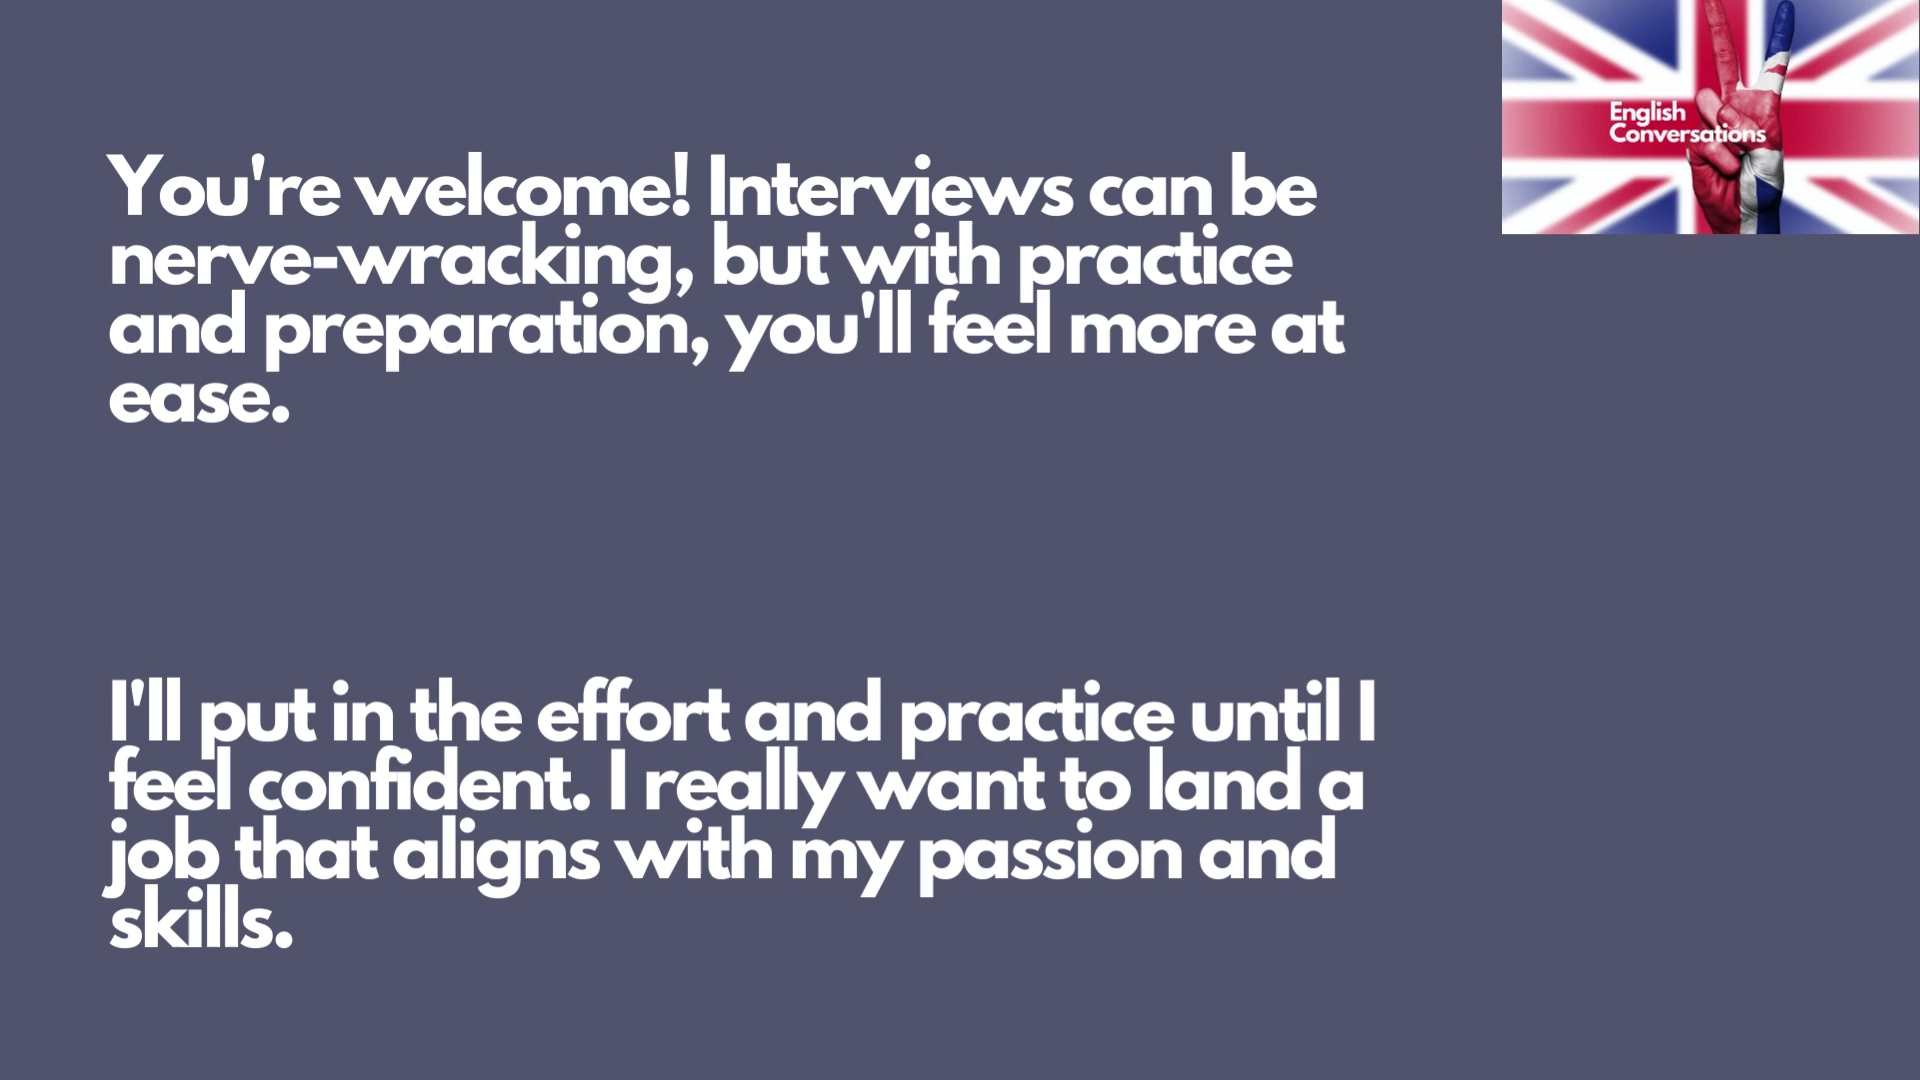 English
Conversations
You're welcome! Interviews can be
nerve-wracking, but with practice
and preparation, you'll feel more at
ease.
I'll put in the effort and practice until I
feel confident. I really want to land a
job that aligns with my passion and
skills.